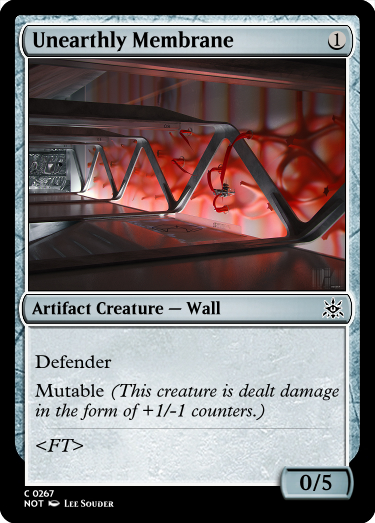 Unearthly Membrane 1
Artifact Creature — Wall
Defender
Mutable (This creature is dealt damage
in the form of +1/-1 counters.)
<FT>
0/5
C 0267
NOT Lee Souder